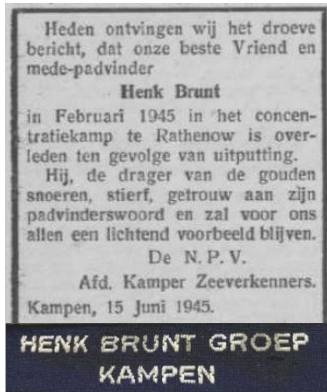 Heden ontvingen wij het droeve
bericht, dat onze beste Vriend en
mede-padvinder
Henk Brunt
in Februari 1945 in het concen-
tratiekamp te Rathenow is over-
leden ten gevolge van uitputting.
Hij, de drager van de gouden
snoeren, stierf, getrouw aan zijn
padvinderswoord en zal voor ons
allen een lichtend voorbeeld blijven.
De N. P. V.
Afd. Kamper Zeeverkenners.
Kampen, 15 Juni 1945.
HENK BRUNT GROEP
KAMPEN